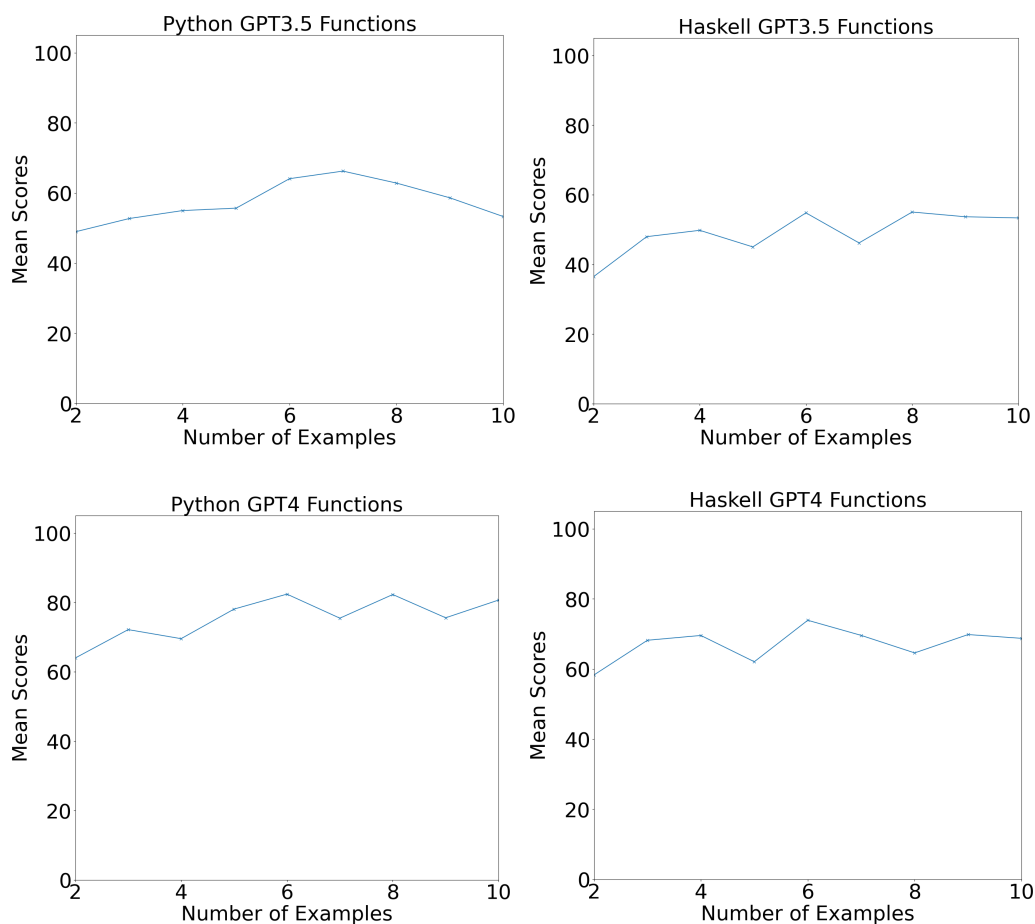 Python GPT3.5 Functions
100
80
60
40
20
0
2 4 6 8 10
Mean Scores
Number of Examples
Haskell GPT3.5 Functions
100
80
60
40
20
0
2 4 6 8 10
Mean Scores
Number of Examples
Python GPT4 Functions
100
80
60
40
20
0
2 4 6 8 10
Mean Scores
Number of Examples
Haskell GPT4 Functions
100
80
60
40
20
0
2 4 6 8 10
Mean Scores
Number of Examples